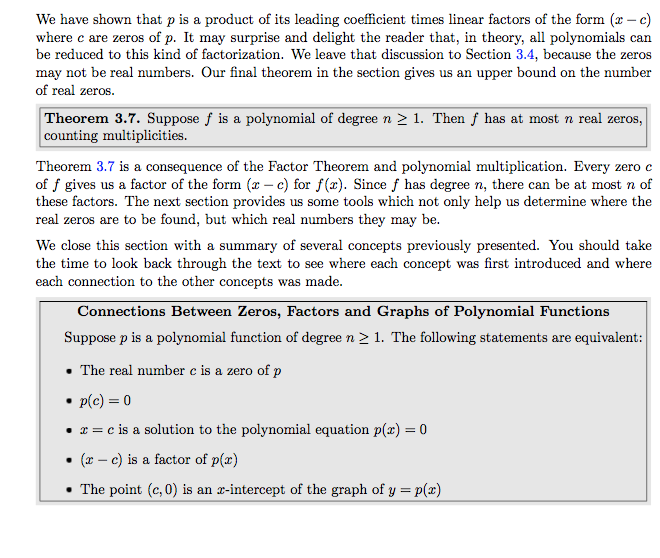 We have shown that p is a product of its leading coefficient times linear factors of the form (x − c)
where c are zeros of p. It may surprise and delight the reader that, in theory, all polynomials can
be reduced to this kind of factorization. We leave that discussion to Section 3.4, because the zeros
may not be real numbers. Our final theorem in the section gives us an upper bound on the number
of real zeros.
Theorem 3.7. Suppose f is a polynomial of degree n ≥ 1. Then f has at most n real zeros,
counting multiplicities.
Theorem 3.7 is a consequence of the Factor Theorem and polynomial multiplication. Every zero c
of f gives us a factor of the form (x − c) for f(x). Since f has degree n, there can be at most n of
these factors. The next section provides us some tools which not only help us determine where the
real zeros are to be found, but which real numbers they may be.
We close this section with a summary of several concepts previously presented. You should take
the time to look back through the text to see where each concept was first introduced and where
each connection to the other concepts was made.
Connections Between Zeros, Factors and Graphs of Polynomial Functions
Suppose p is a polynomial function of degree n ≥ 1. The following statements are equivalent:
• The real number c is a zero of p
• p(c) = 0
• x = c is a solution to the polynomial equation p(x) = 0
• (x − c) is a factor of p(x)
• The point (c, 0) is an x-intercept of the graph of y = p(x)